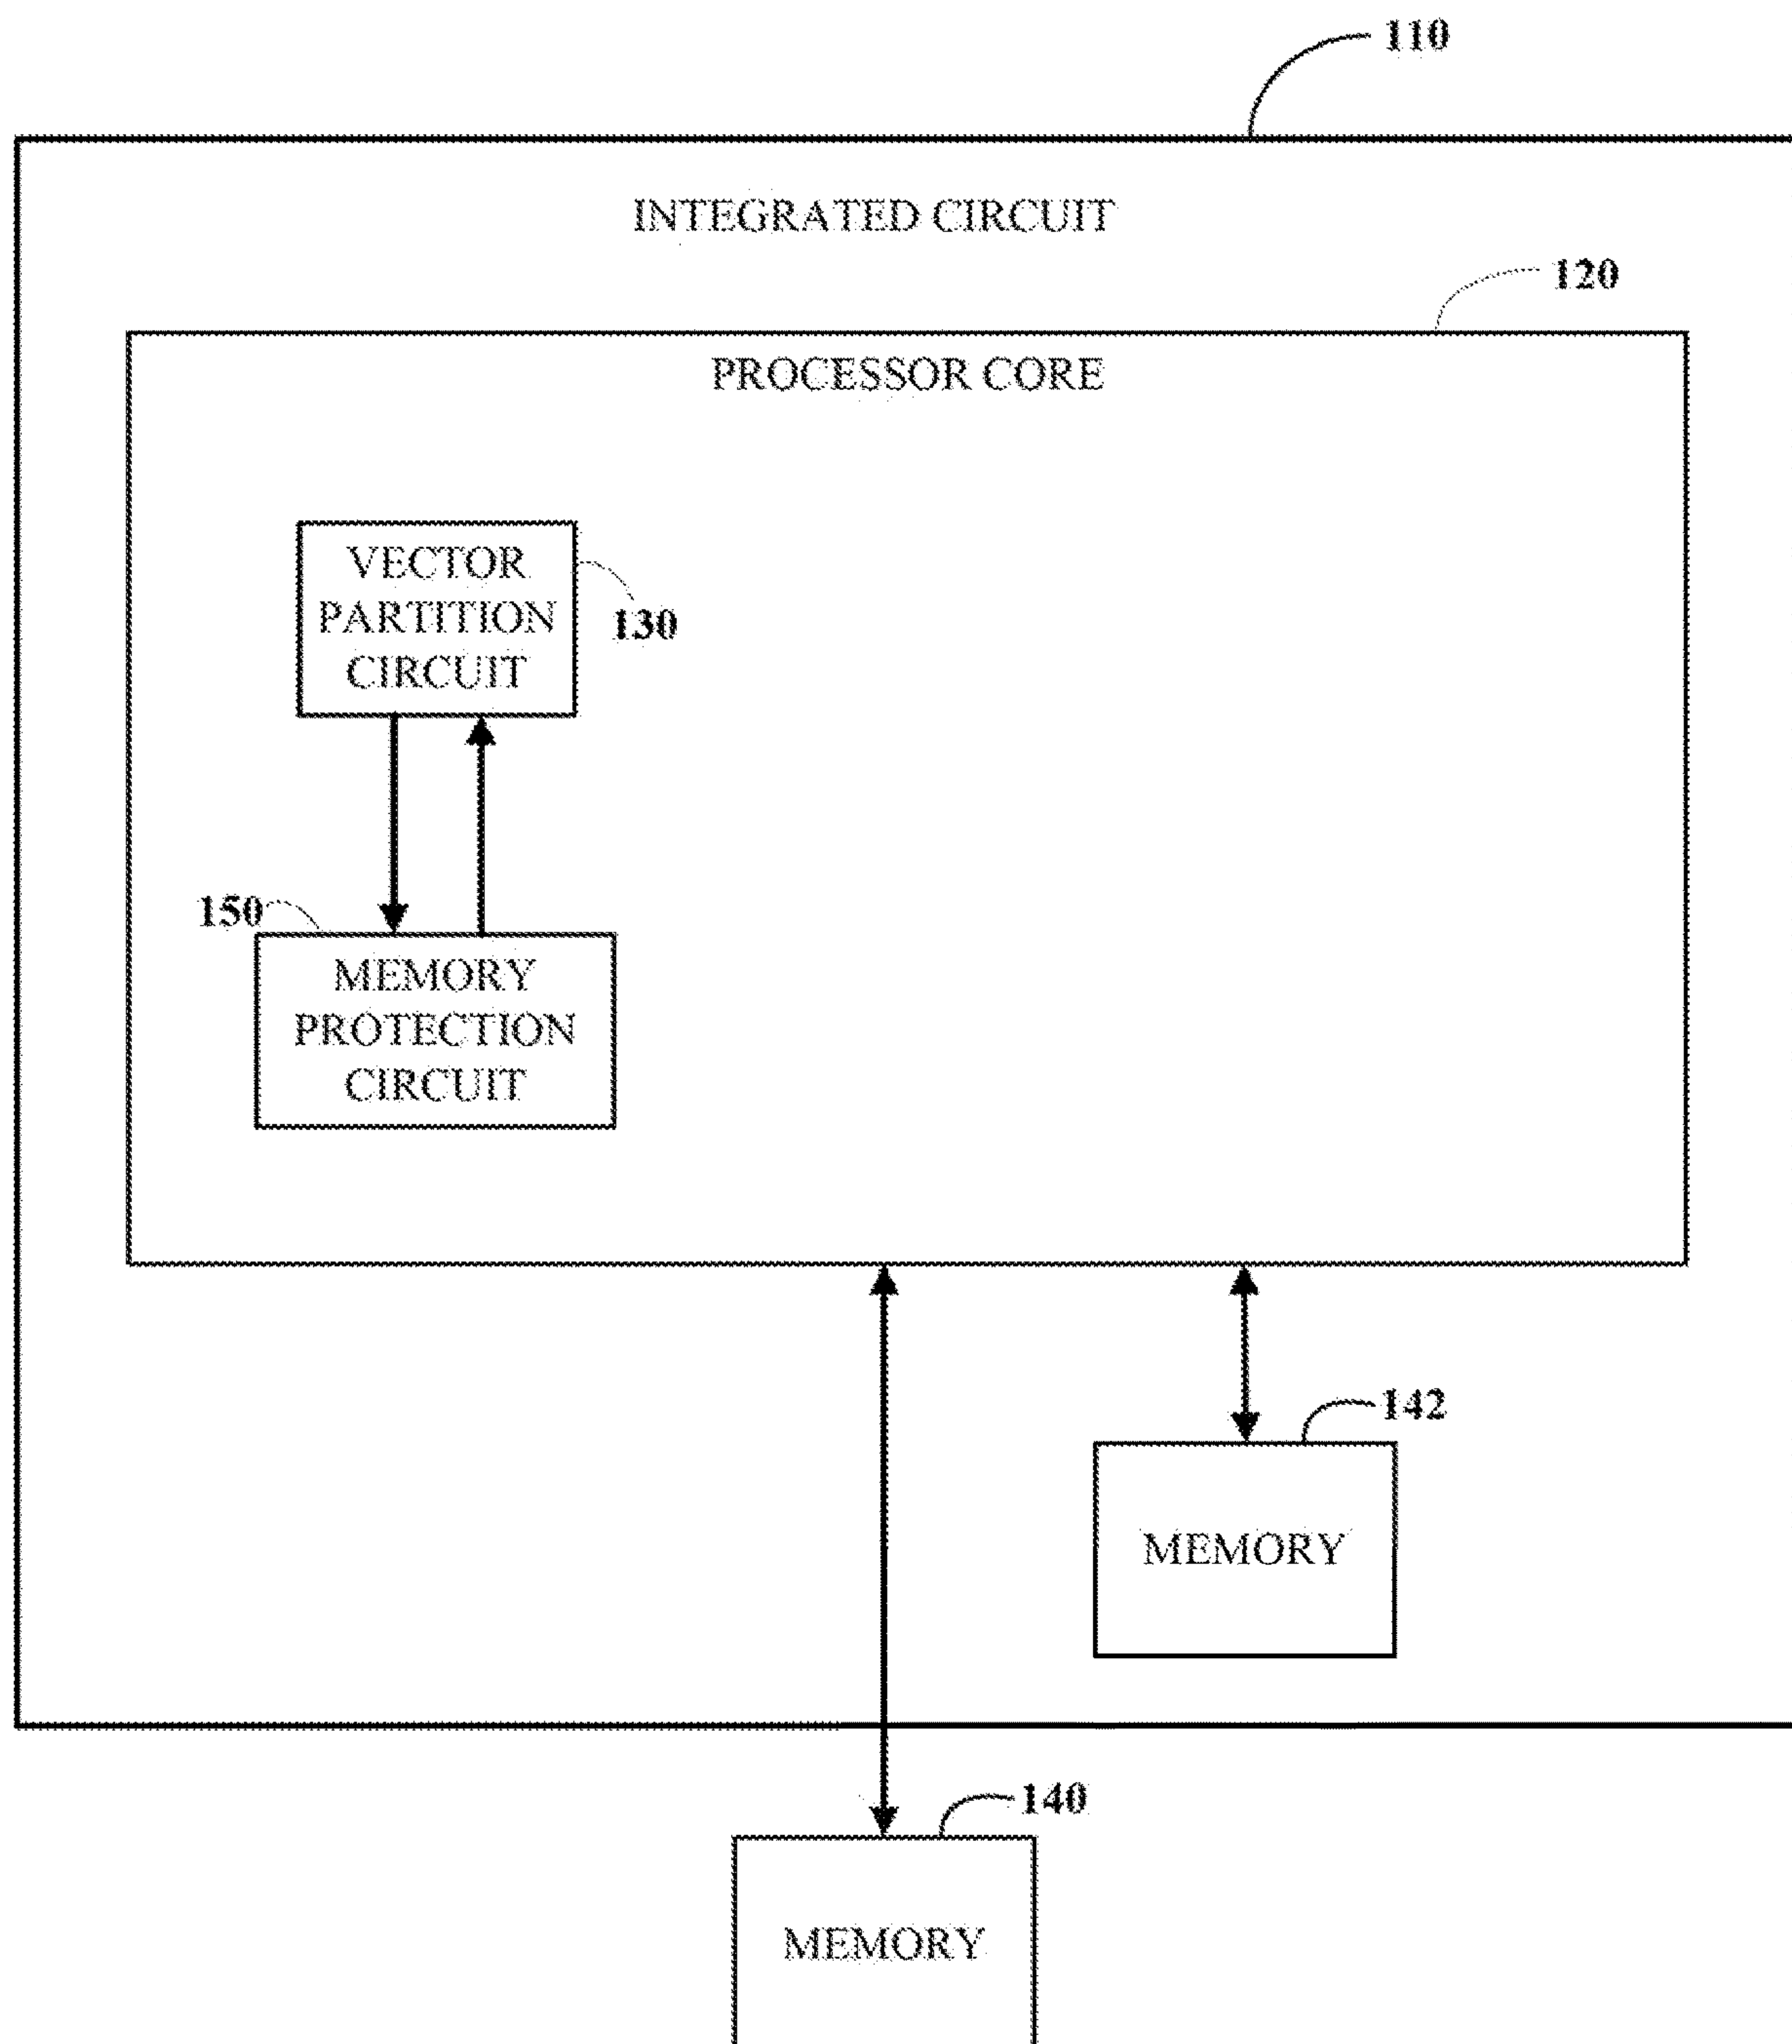 110
INTEGRATED CIRCUIT
120
PROCESSOR CORE
VECTOR
PARTITION
CIRCUIT
130
150
MEMORY
PROTECTION
CIRCUIT
142
MEMORY
140
MEMORY